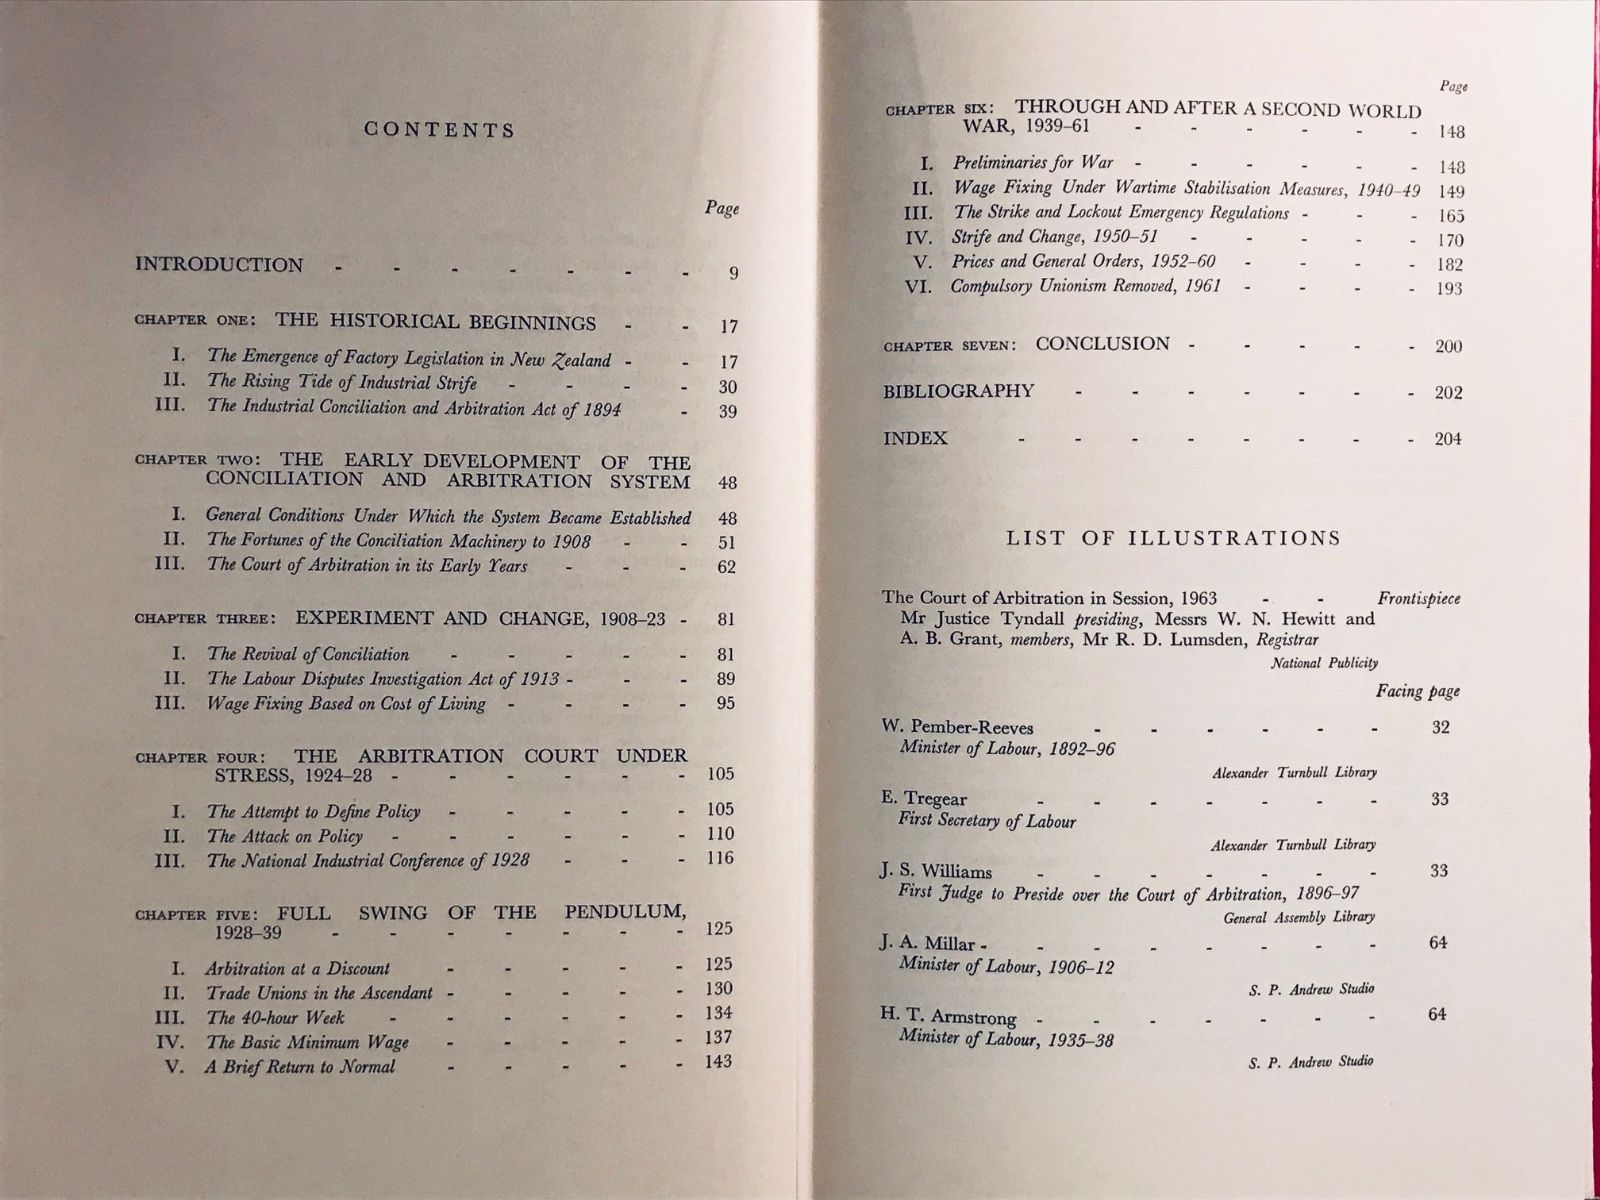 CONTENTS
Page
INTRODUCTION - - - - - - - 9
CHAPTER ONE: THE HISTORICAL BEGINNINGS - - 17
I. The Emergence of Factory Legislation in New Zealand - - 17
II. The Rising Tide of Industrial Strife - - - - 30
III. The Industrial Conciliation and Arbitration Act of 1894 - 39
CHAPTER TWO: THE EARLY DEVELOPMENT OF THE
CONCILIATION AND ARBITRATION SYSTEM 48
I. General Conditions Under Which the System Became Established 48
II. The Fortunes of the Conciliation Machinery to 1908 - - 51
III. The Court of Arbitration in its Early Years - - - 62
CHAPTER THREE: EXPERIMENT AND CHANGE, 1908–23 - 81
I. The Revival of Conciliation - - - - - 81
II. The Labour Disputes Investigation Act of 1913 - - - 89
III. Wage Fixing Based on Cost of Living - - - - 95
CHAPTER FOUR: THE ARBITRATION COURT UNDER
STRESS, 1924–28 - - - - - - 105
I. The Attempt to Define Policy - - - - - 105
II. The Attack on Policy - - - - - - 110
III. The National Industrial Conference of 1928 - - - 116
CHAPTER FIVE: FULL SWING OF THE PENDULUM,
1928–39 - - - - - - - 125
I. Arbitration at a Discount - - - - - 125
II. Trade Unions in the Ascendant - - - - - 130
III. The 40-hour Week - - - - - - 134
IV. The Basic Minimum Wage - - - - - 137
V. A Brief Return to Normal - - - - - 143
Page
CHAPTER SIX: THROUGH AND AFTER A SECOND WORLD
WAR, 1939–61 - - - - - - 148
I. Preliminaries for War - - - - - - 148
II. Wage Fixing Under Wartime Stabilisation Measures, 1940–49 149
III. The Strike and Lockout Emergency Regulations - - - 165
IV. Strife and Change, 1950–51 - - - - - 170
V. Prices and General Orders, 1952–60 - - - - 182
VI. Compulsory Unionism Removed, 1961 - - - - 193
CHAPTER SEVEN: CONCLUSION - - - - - 200
BIBLIOGRAPHY - - - - - - - 202
INDEX - - - - - - - - 204
LIST OF ILLUSTRATIONS
The Court of Arbitration in Session, 1963 - - Frontispiece
Mr Justice Tyndall presiding, Messrs W. N. Hewitt and
A. B. Grant, members, Mr R. D. Lumsden, Registrar
National Publicity
Facing page
W. Pember-Reeves - - - - - - 32
Minister of Labour, 1892–96
Alexander Turnbull Library
E. Tregear - - - - - - - 33
First Secretary of Labour
Alexander Turnbull Library
J. S. Williams - - - - - - - 33
First Judge to Preside over the Court of Arbitration, 1896–97
General Assembly Library
J. A. Millar - - - - - - - - 64
Minister of Labour, 1906–12
S. P. Andrew Studio
H. T. Armstrong - - - - - - - 64
Minister of Labour, 1935–38
S. P. Andrew Studio